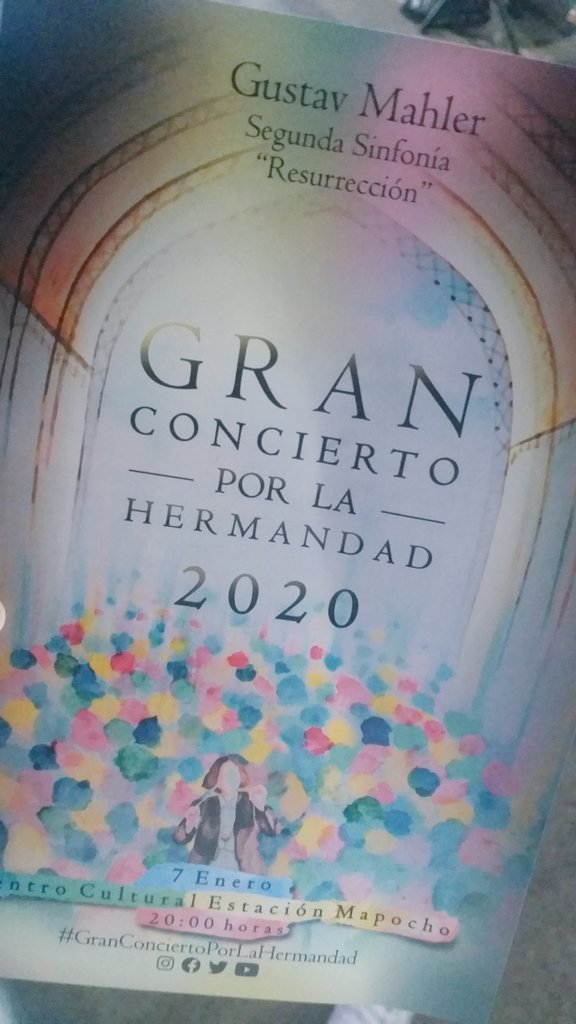 Gustav Mahler
Segunda Sinfonía
"Resurrección"
GRAN
CONCIERTO
POR LA
HERMANDAD
2020
7 Enero
entro Cultural Estación Mapocho
20:00 horas
#GranConciertoPorLaHermandad